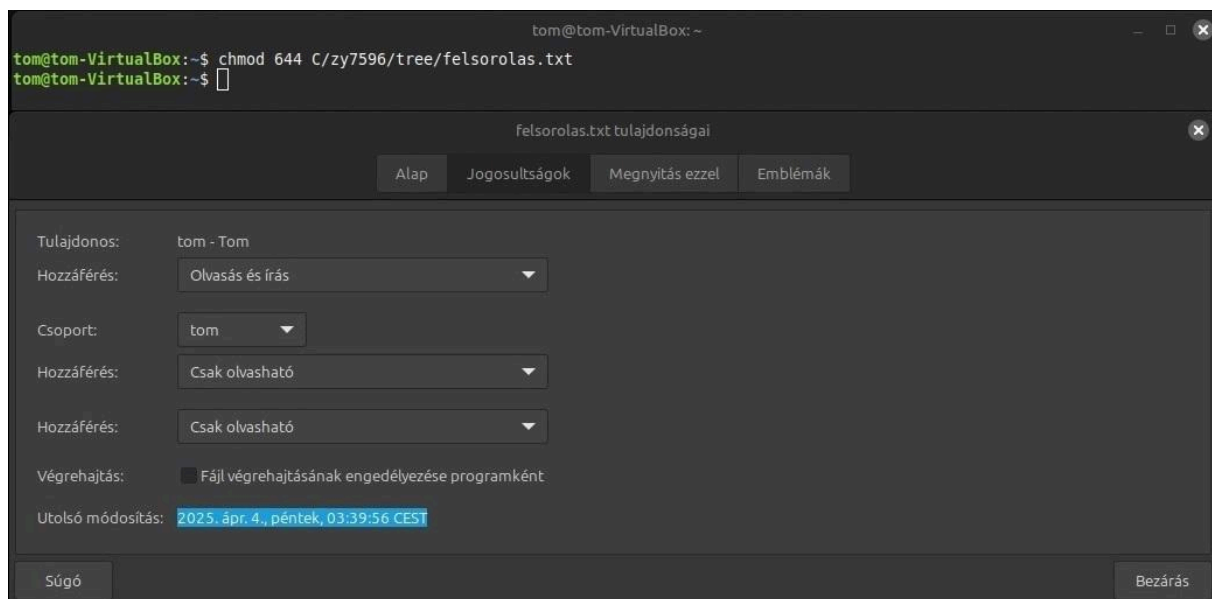 tom@tom-VirtualBox: ~
tom@tom-VirtualBox:~$ chmod 644 C/zy7596/tree/felsorolas.txt
tom@tom-VirtualBox:~$
felsorolas.txt tulajdonságai
Alap Jogosultságok Megnyitás ezzel Emblémák
Tulajdonos: tom - Tom
Hozzáférés: Olvasás és írás
Csoport: tom
Hozzáférés: Csak olvasható
Hozzáférés: Csak olvasható
Végrehajtás: Fájl végrehajtásának engedélyezése programként
Utolsó módosítás: 2025. ápr. 4., péntek, 03:39:56 CEST
Súgó Bezárás